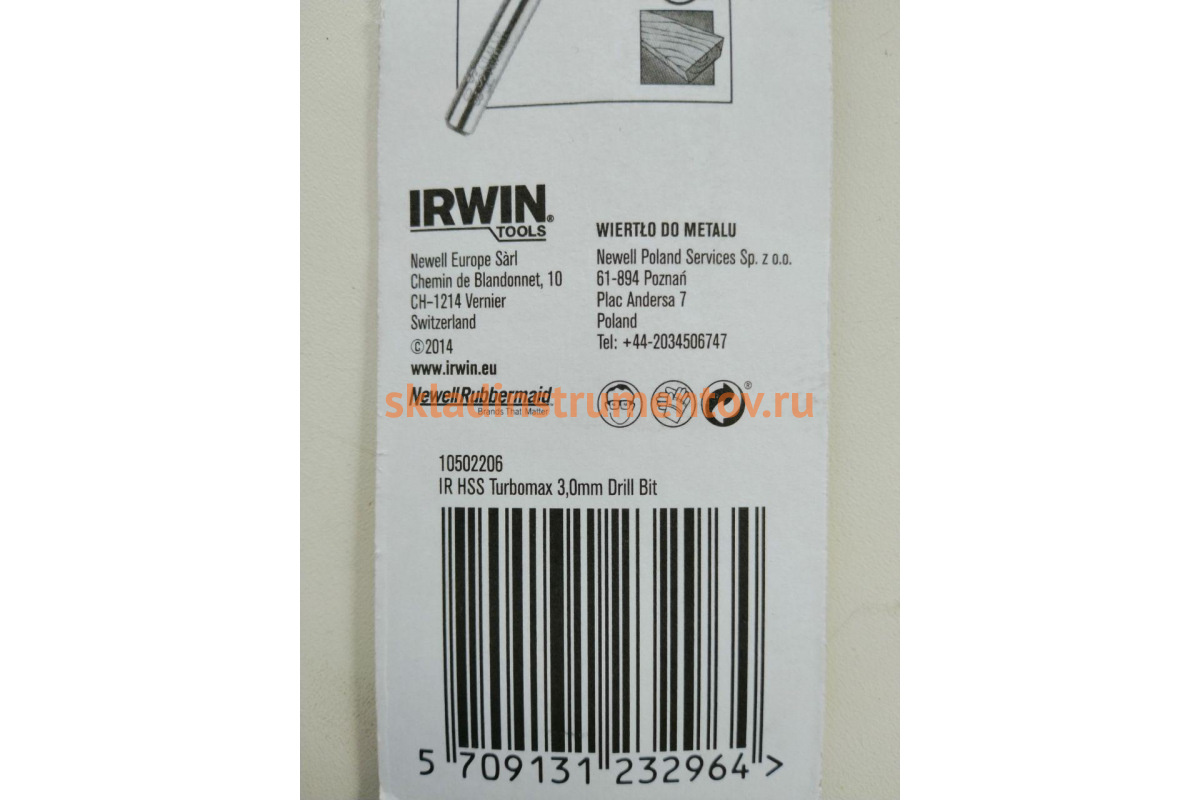 IRWIN®
TOOLS
Newell Europe Sàrl
Chemin de Blandonnet, 10
CH-1214 Vernier
Switzerland
©2014
www.irwin.eu
NewellRubbermaid
Brands That Matter
WIERTŁO DO METALU
Newell Poland Services Sp. z o.o.
61-894 Poznań
Plac Andersa 7
Poland
Tel: +44-2034506747
®
skladinstrumentov.ru
10502206
IR HSS Turbomax 3,0mm Drill Bit
5 709131 232964 >